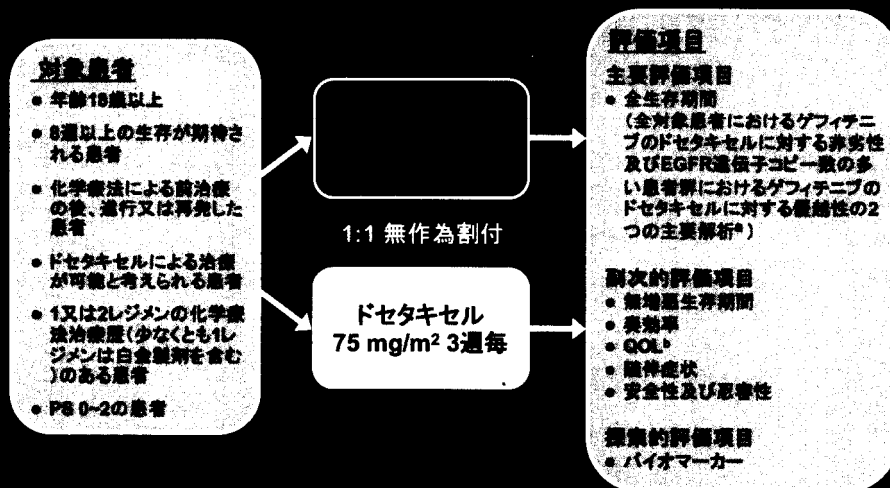 対象患者
• 年齢18歳以上
• 8週以上の生存が期待さ
れる患者
• 化学療法による前治療
の後、進行又は再発した
患者
• ドセタキセルによる治療
が可能と考えられる患者
• 1又は2レジメンの化学療
法治療歴(少なくとも1レ
ジメンは白金製剤を含む
)のある患者
• PS 0~2の患者
1:1 無作為割付
ドセタキセル
75 mg/m² 3週毎
評価項目
主要評価項目
• 全生存期間
(全対象患者におけるゲフィチニ
ブのドセタキセルに対する非劣性
及びEGFR遺伝子コピー数の多
い患者群におけるゲフィチニブの
ドセタキセルに対する優越性の2
つの主要解析ᵃ)
副次的評価項目
• 無増悪生存期間
• 奏効率
• QOLᵇ
• 随伴症状
• 安全性及び忍容性
探索的評価項目
• バイオマーカー